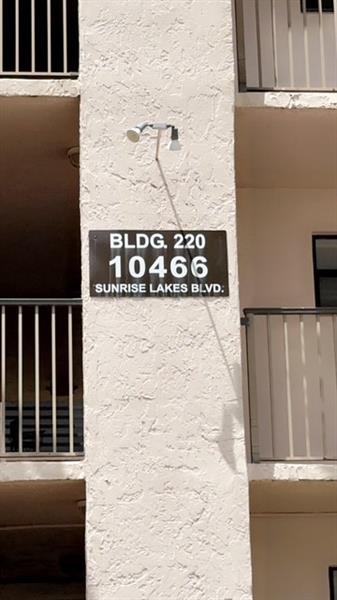 BLDG. 220
10466
SUNRISE LAKES BLVD.